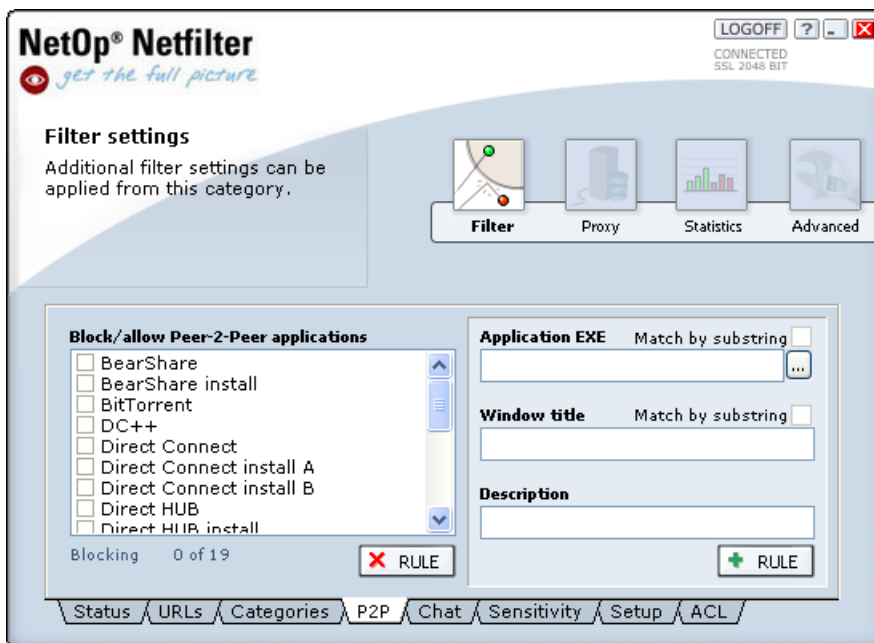 NetOp® Netfilter
get the full picture
LOGOFF ?
CONNECTED
SSL 2048 BIT
Filter settings
Additional filter settings can be
applied from this category.
Filter Proxy Statistics Advanced
Block/allow Peer-2-Peer applications
BearShare
BearShare install
BitTorrent
DC++
Direct Connect
Direct Connect install A
Direct Connect install B
Direct HUB
Direct HUB install
Blocking 0 of 19
RULE
Application EXE Match by substring
...
Window title Match by substring
Description
RULE
Status URLs Categories P2P Chat Sensitivity Setup ACL